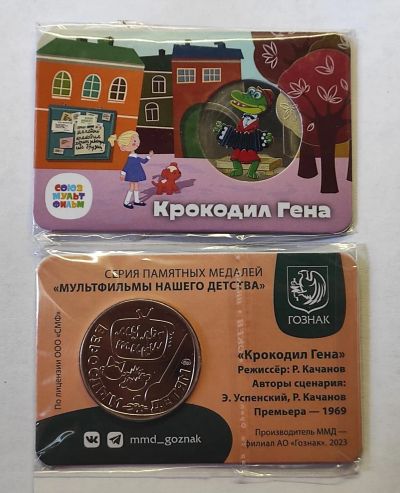 СОЮЗ
МУЛЬТ
ФИЛЬМ
Крокодил Гена
СЕРИЯ ПАМЯТНЫХ МЕДАЛЕЙ
«МУЛЬТФИЛЬМЫ НАШЕГО ДЕТСТВА»
ГОЗНАК
По лицензии ООО «СМФ»
«Крокодил Гена»
Режиссёр: Р. Качанов
Авторы сценария:
Э. Успенский, Р. Качанов
Премьера — 1969
Производитель ММД —
филиал АО «Гознак». 2023
mmd_goznak